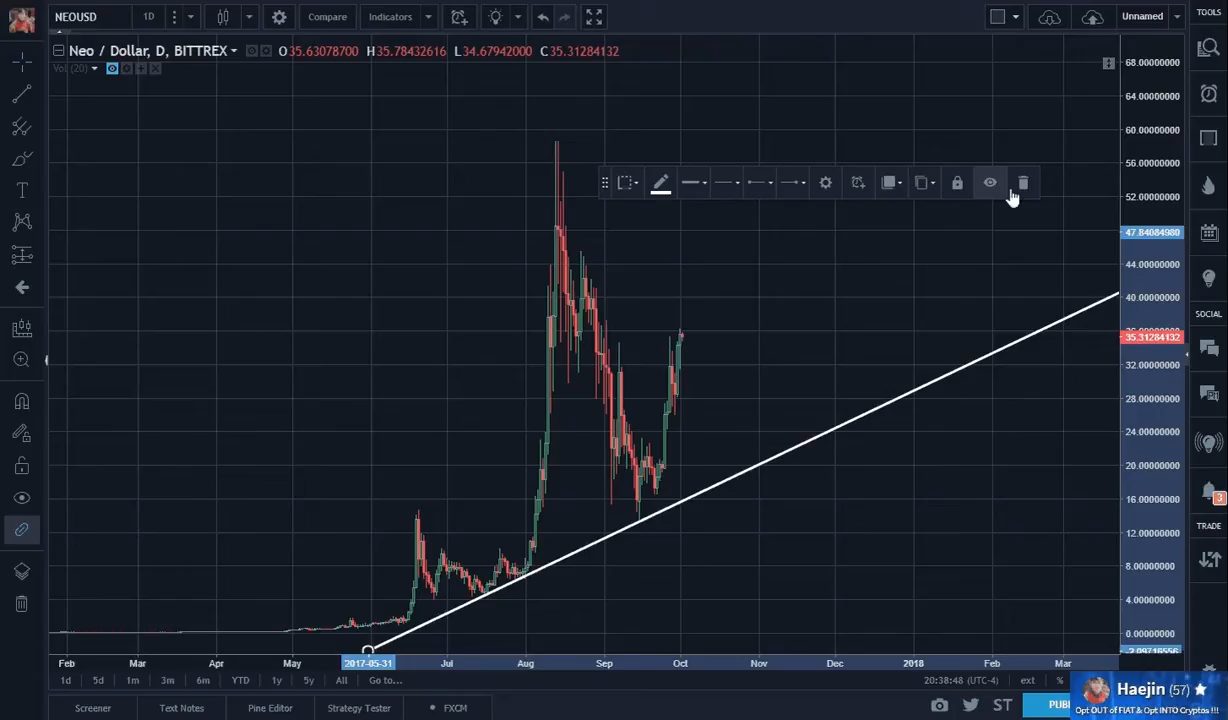 NEOUSD 1D Compare Indicators Unnamed TOOLS
Neo / Dollar, D, BITTREX O35.63078700 H35.78432616 L34.67942000 C35.31284132
Vol (20)
68.00000000
64.00000000
60.00000000
56.00000000
52.00000000
47.84084980
44.00000000
40.00000000
SOCIAL
35.31284132
32.00000000
28.00000000
24.00000000
20.00000000
16.00000000
3
TRADE
12.00000000
8.00000000
4.00000000
0.00000000
-2.09716556
Feb Mar Apr May 2017-05-31 Jul Aug Sep Oct Nov Dec 2018 Feb Mar
1d 5d 1m 3m 6m YTD 1y 5y All Go to... 20:38:48 (UTC-4) ext %
Screener Text Notes Pine Editor Strategy Tester FXCM ST PUB
Haejin (57)
Opt OUT of FIAT & Opt INTO Cryptos !!!